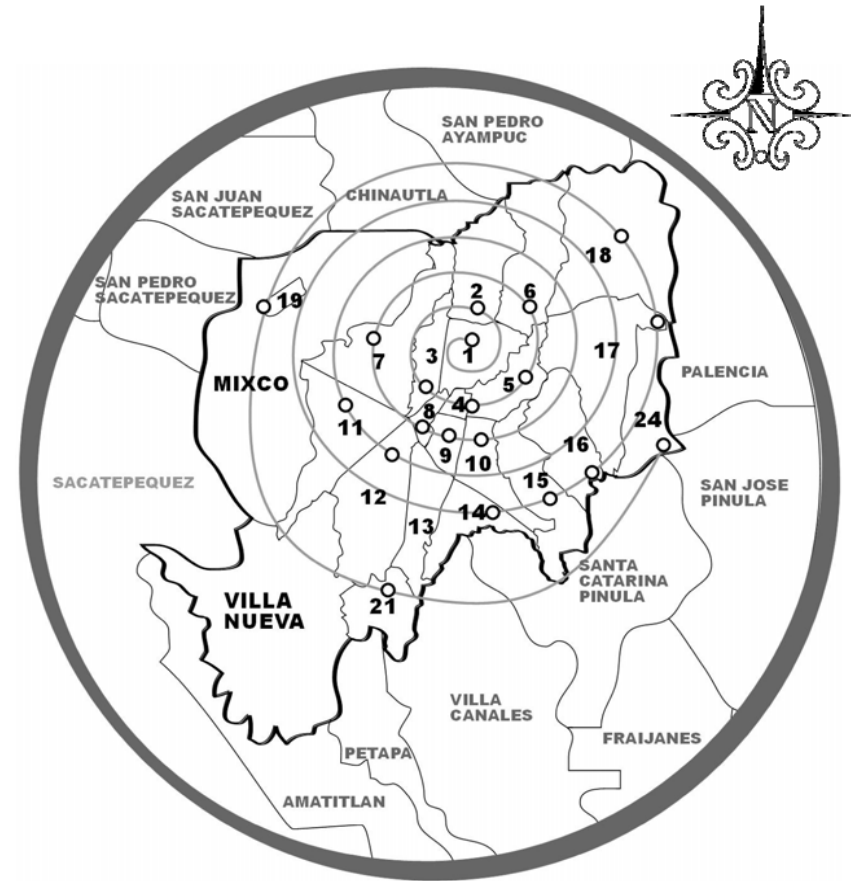 N
SAN PEDRO
AYAMPUC
SAN JUAN
SACATEPEQUEZ
CHINAUTLA
18
SAN PEDRO
SACATEPEQUEZ
19
2
6
1
3
7
17
5
MIXCO
PALENCIA
4
8
11
24
9
10
16
SACATEPEQUEZ
15
SAN JOSE
PINULA
12
14
13
SANTA
CATARINA
PINULA
21
VILLA
NUEVA
VILLA
CANALES
FRAIJANES
PETAPA
AMATITLAN